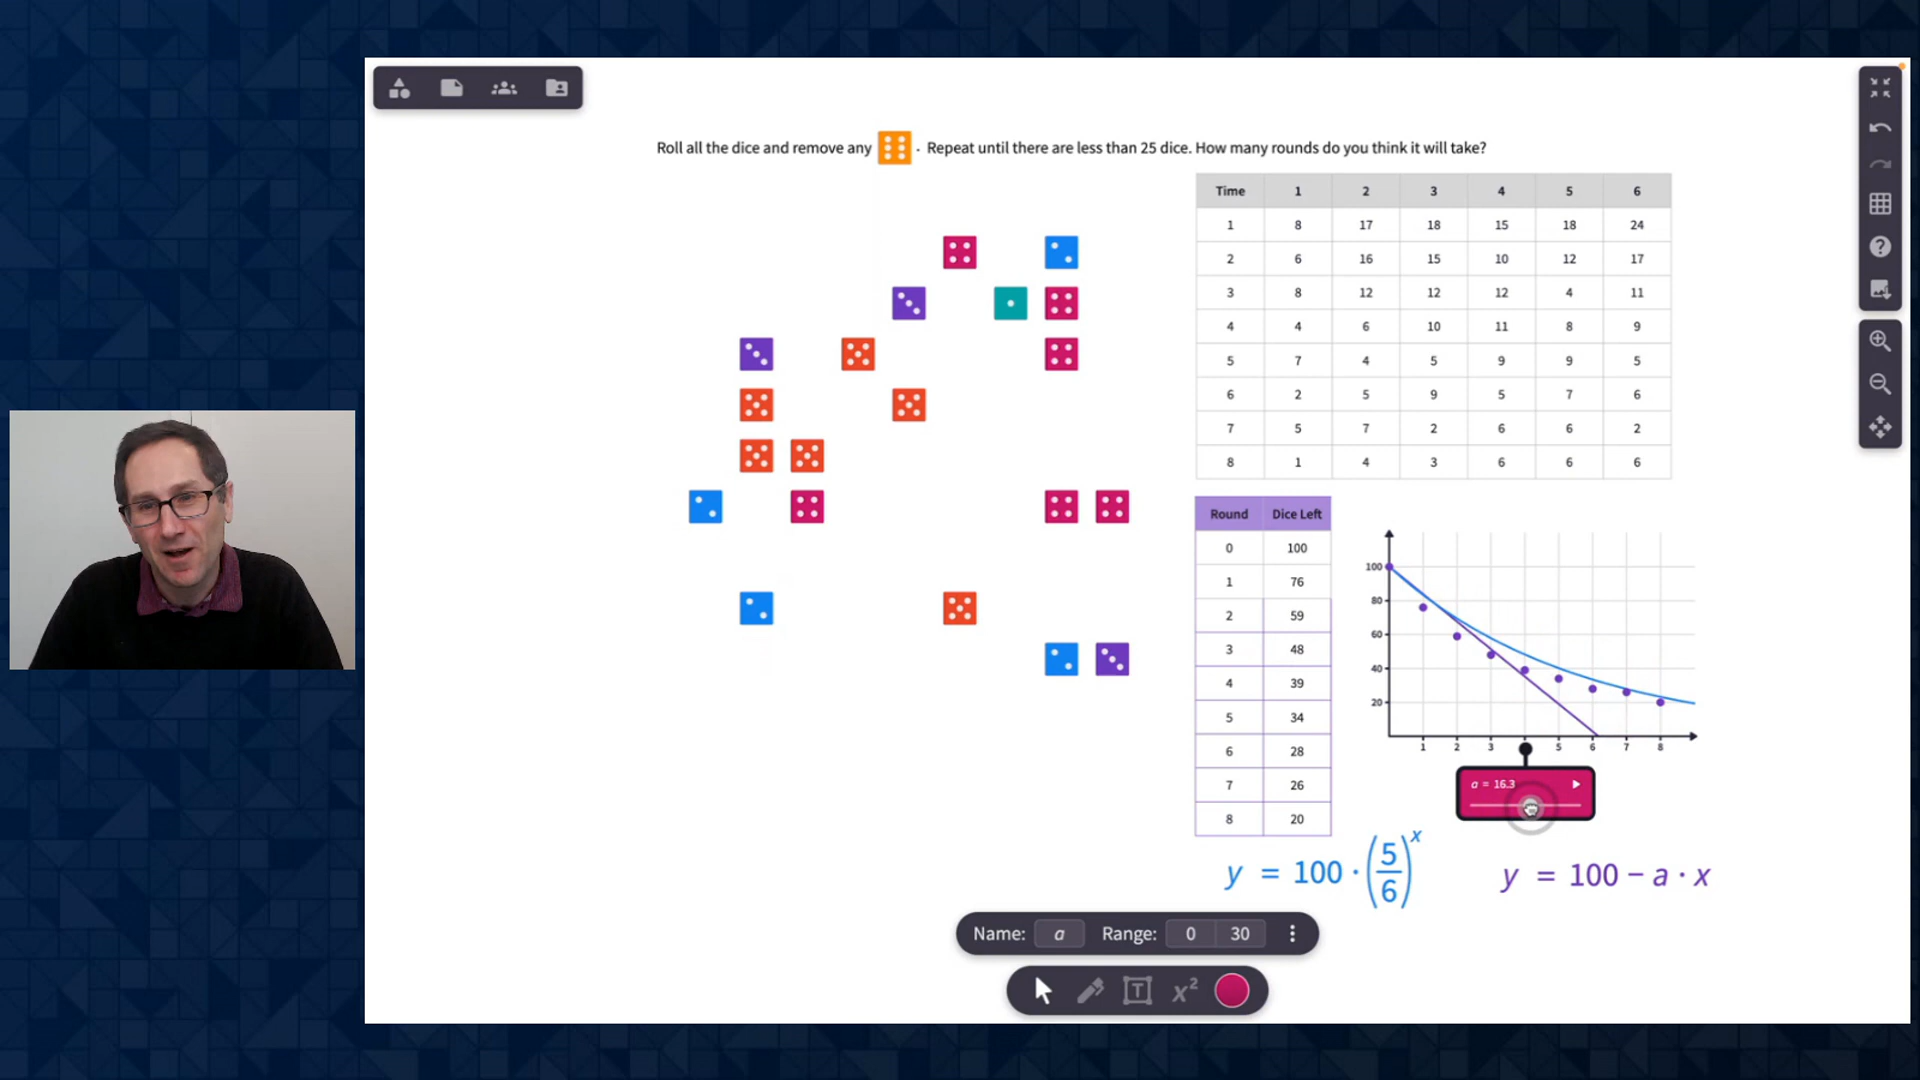 Roll all the dice and remove any . Repeat until there are less than 25 dice. How many rounds do you think it will take?
Time 1 2 3 4 5 6
1 8 17 18 15 18 24
2 6 16 15 10 12 17
3 8 12 12 12 4 11
4 4 6 10 11 8 9
5 7 4 5 9 9 5
6 2 5 9 5 7 6
7 5 7 2 6 6 2
8 1 4 3 6 6 6
Round Dice Left
0 100
1 76
2 59
3 48
4 39
5 34
6 28
7 26
8 20
100
80
60
40
20
1 2 3 5 6 7 8
a = 16.3
y = 100 · (5/6)^x
y = 100 − a · x
Name: a Range: 0 30
T x²